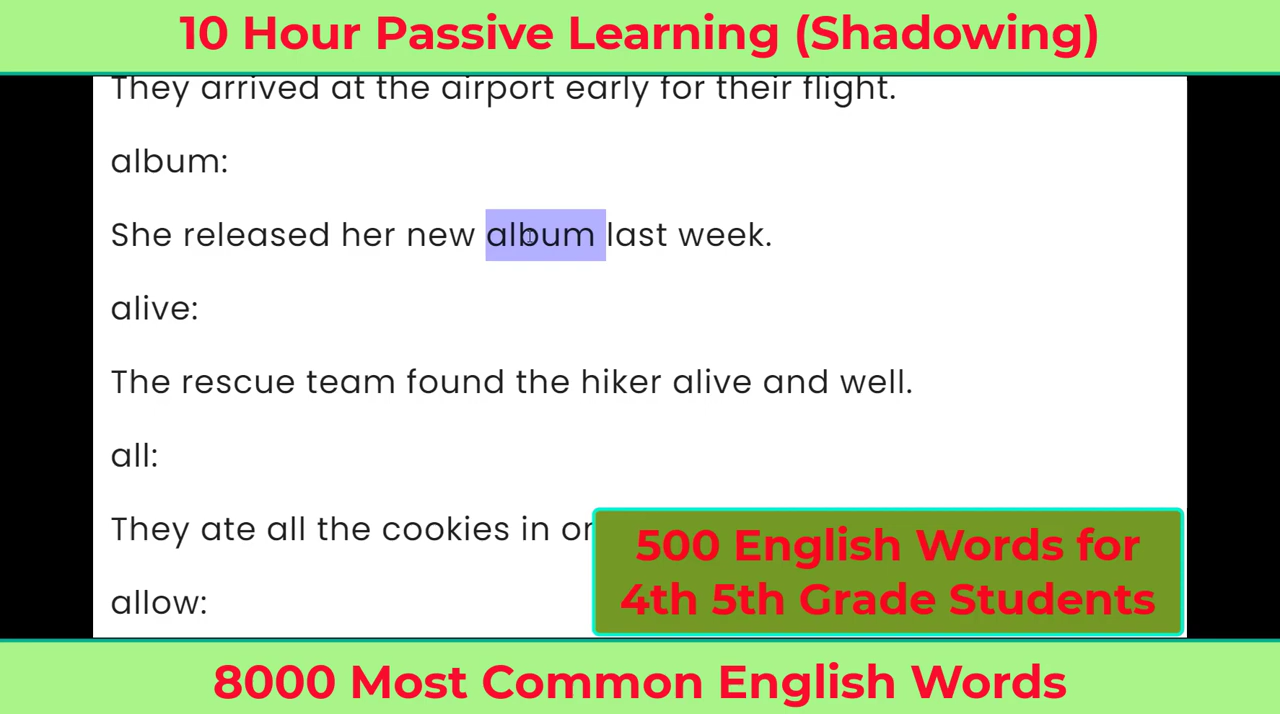 10 Hour Passive Learning (Shadowing)
They arrived at the airport early for their flight.
album:
She released her new album last week.
alive:
The rescue team found the hiker alive and well.
all:
They ate all the cookies in
allow:
500 English Words for
4th 5th Grade Students
8000 Most Common English Words